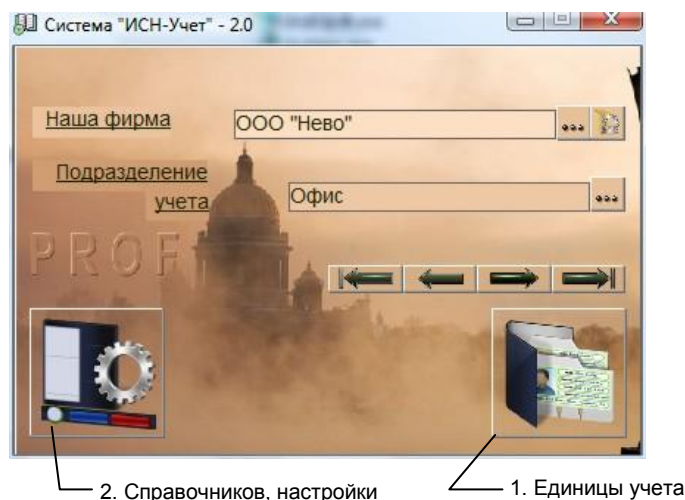 Система "ИСН-Учет" - 2.0
Наша фирма
ООО "Нево"
Подразделение
учета
Офис
PROF
2. Справочников, настройки
1. Единицы учета